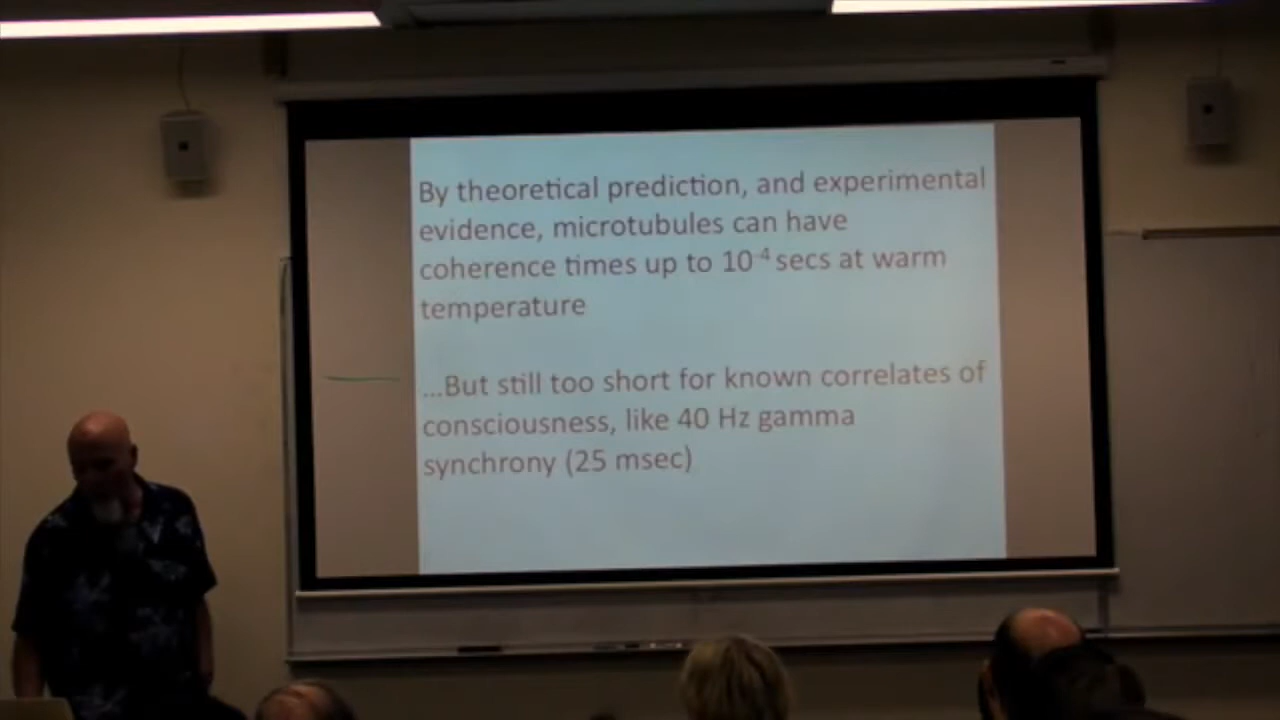 By theoretical prediction, and experimental
evidence, microtubules can have
coherence times up to 10⁻⁴ secs at warm
temperature
...But still too short for known correlates of
consciousness, like 40 Hz gamma
synchrony (25 msec)